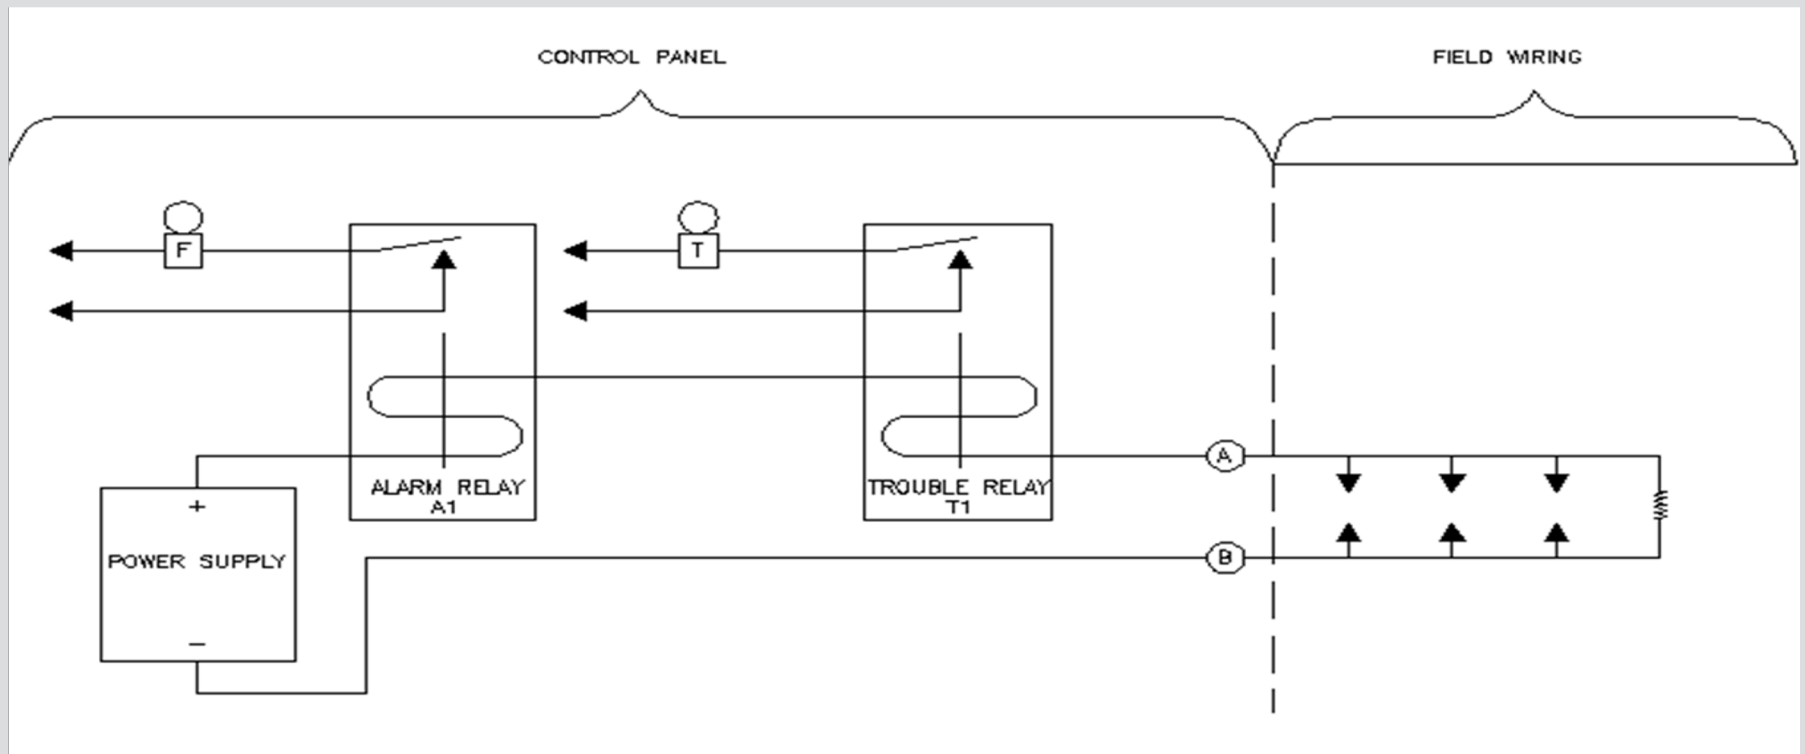 CONTROL PANEL
FIELD WIRING
F
T
A
ALARM RELAY
A1
TROUBLE RELAY
T1
+
POWER SUPPLY
B
−